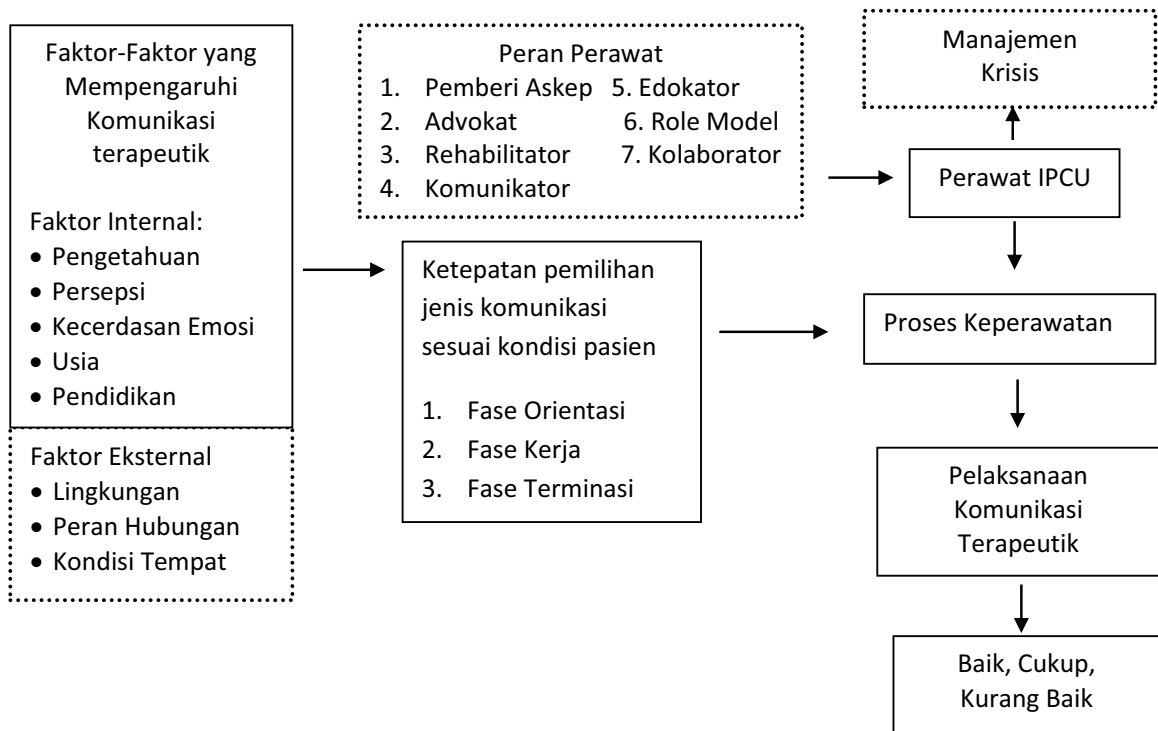 Faktor-Faktor yang
Mempengaruhi
Komunikasi
terapeutik
Faktor Internal:
• Pengetahuan
• Persepsi
• Kecerdasan Emosi
• Usia
• Pendidikan
Faktor Eksternal
• Lingkungan
• Peran Hubungan
• Kondisi Tempat
Peran Perawat
1. Pemberi Askep 5. Edokator
2. Advokat 6. Role Model
3. Rehabilitator 7. Kolaborator
4. Komunikator
Ketepatan pemilihan
jenis komunikasi
sesuai kondisi pasien
1. Fase Orientasi
2. Fase Kerja
3. Fase Terminasi
Manajemen
Krisis
Perawat IPCU
Proses Keperawatan
Pelaksanaan
Komunikasi
Terapeutik
Baik, Cukup,
Kurang Baik